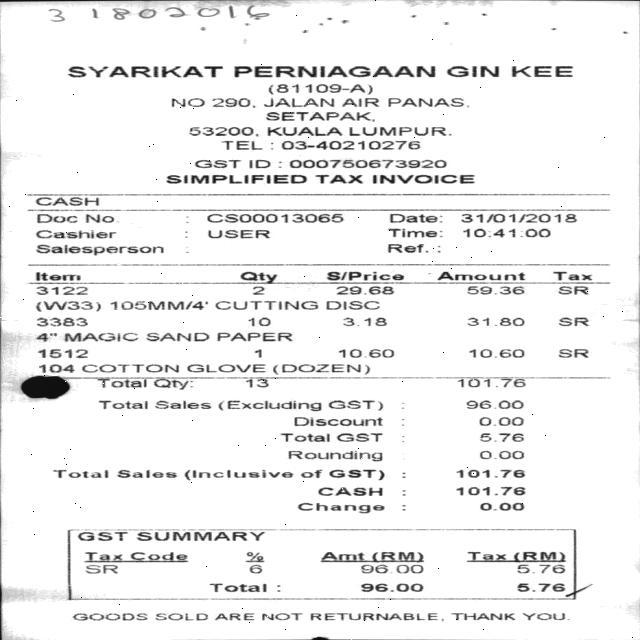 3 1802016
SYARIKAT PERNIAGAAN GIN KEE
(81109-A)
NO 290, JALAN AIR PANAS,
SETAPAK,
53200, KUALA LUMPUR.
TEL : 03-40210276
GST ID : 000750673920
SIMPLIFIED TAX INVOICE
CASH
Doc No. : CS00013065 Date: 31/01/2018
Cashier : USER Time: 10:41:00
Salesperson : Ref.:
Item Qty S/Price Amount Tax
3122 2 29.68 59.36 SR
(W33) 105MM/4' CUTTING DISC
3383 10 3.18 31.80 SR
4" MAGIC SAND PAPER
1512 1 10.60 10.60 SR
104 COTTON GLOVE (DOZEN)
Total Qty: 13 101.76
Total Sales (Excluding GST) : 96.00
Discount : 0.00
Total GST : 5.76
Rounding : 0.00
Total Sales (Inclusive of GST) : 101.76
CASH : 101.76
Change : 0.00
GST SUMMARY
Tax Code % Amt (RM) Tax (RM)
SR 6 96.00 5.76
Total : 96.00 5.76
GOODS SOLD ARE NOT RETURNABLE, THANK YOU.